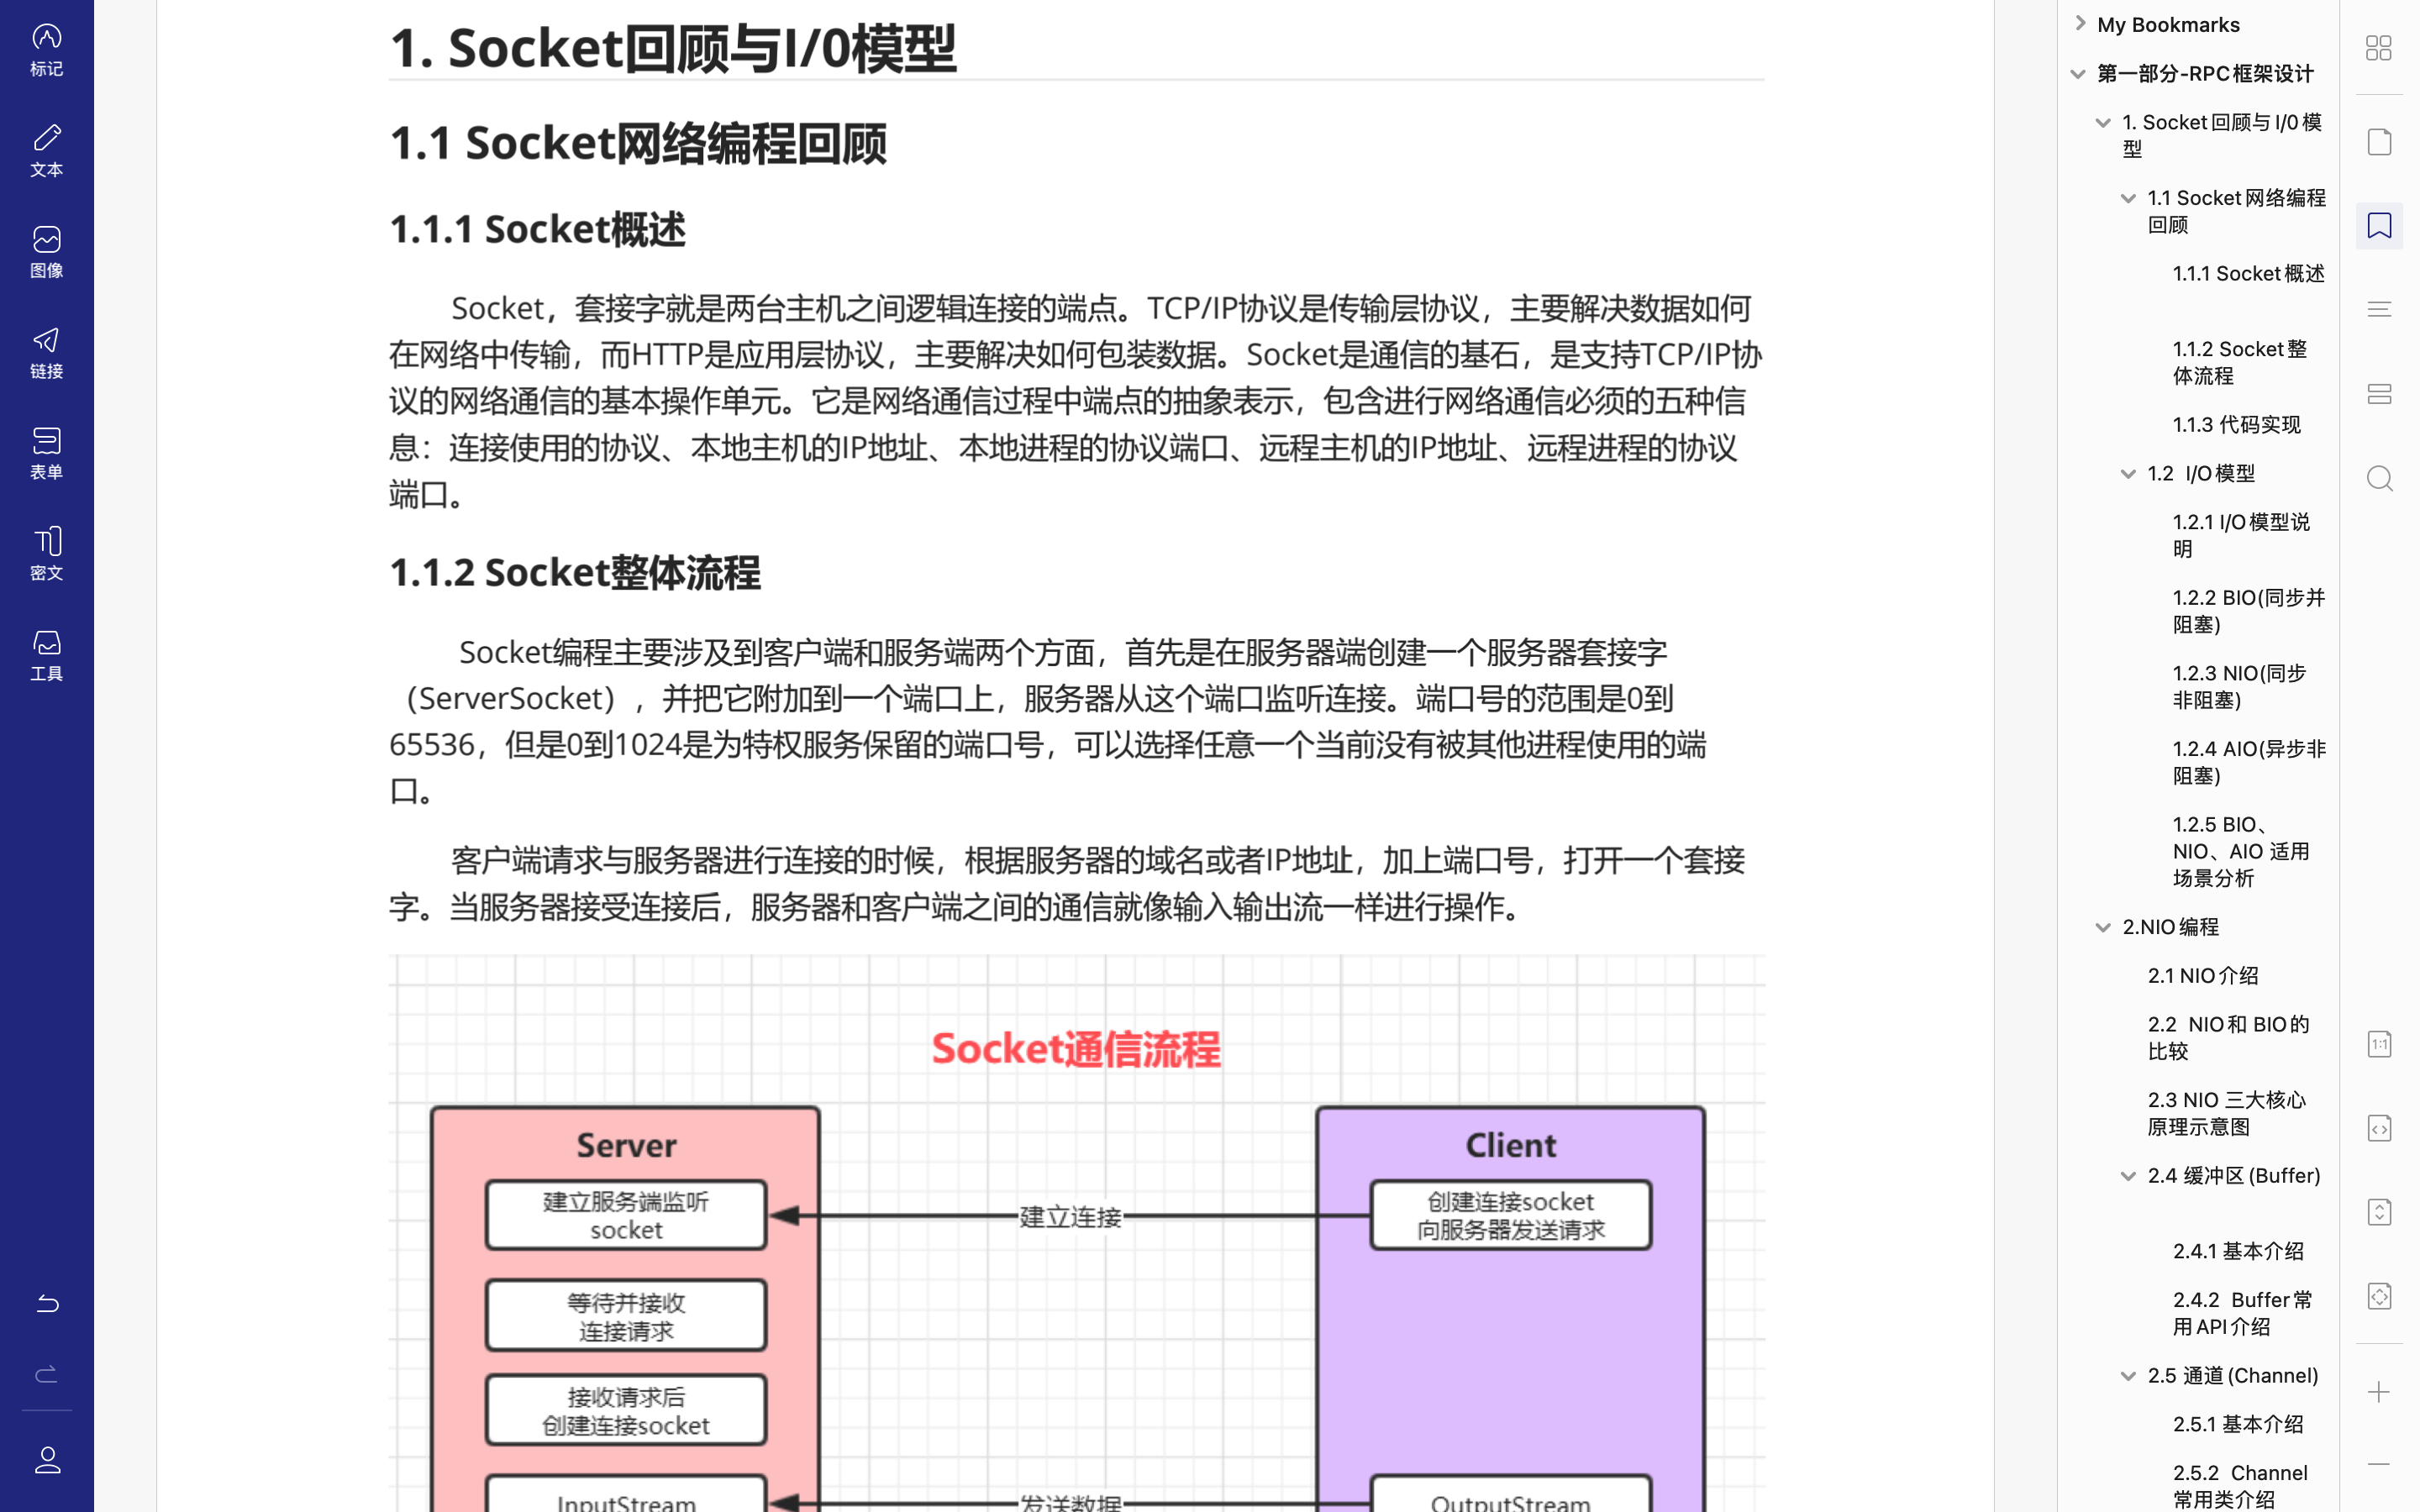 标记
文本
图像
链接
表单
密文
工具
1. Socket回顾与I/0模型
1.1 Socket网络编程回顾
1.1.1 Socket概述
Socket，套接字就是两台主机之间逻辑连接的端点。TCP/IP协议是传输层协议，主要解决数据如何
在网络中传输，而HTTP是应用层协议，主要解决如何包装数据。Socket是通信的基石，是支持TCP/IP协
议的网络通信的基本操作单元。它是网络通信过程中端点的抽象表示，包含进行网络通信必须的五种信
息：连接使用的协议、本地主机的IP地址、本地进程的协议端口、远程主机的IP地址、远程进程的协议
端口。
1.1.2 Socket整体流程
Socket编程主要涉及到客户端和服务端两个方面，首先是在服务器端创建一个服务器套接字
（ServerSocket），并把它附加到一个端口上，服务器从这个端口监听连接。端口号的范围是0到
65536，但是0到1024是为特权服务保留的端口号，可以选择任意一个当前没有被其他进程使用的端
口。
客户端请求与服务器进行连接的时候，根据服务器的域名或者IP地址，加上端口号，打开一个套接
字。当服务器接受连接后，服务器和客户端之间的通信就像输入输出流一样进行操作。
Socket通信流程
Server
建立服务端监听
socket
等待并接收
连接请求
接收请求后
创建连接socket
InputStream
建立连接
发送数据
Client
创建连接socket
向服务器发送请求
OutputStream
My Bookmarks
第一部分-RPC框架设计
1. Socket回顾与I/0模
型
1.1 Socket网络编程
回顾
1.1.1 Socket概述
1.1.2 Socket整
体流程
1.1.3 代码实现
1.2 I/O模型
1.2.1 I/O模型说
明
1.2.2 BIO(同步并
阻塞)
1.2.3 NIO(同步
非阻塞)
1.2.4 AIO(异步非
阻塞)
1.2.5 BIO、
NIO、AIO 适用
场景分析
2.NIO编程
2.1 NIO介绍
2.2 NIO和 BIO的
比较
2.3 NIO 三大核心
原理示意图
2.4 缓冲区(Buffer)
2.4.1 基本介绍
2.4.2 Buffer常
用API介绍
2.5 通道(Channel)
2.5.1 基本介绍
2.5.2 Channel
常用类介绍
1:1